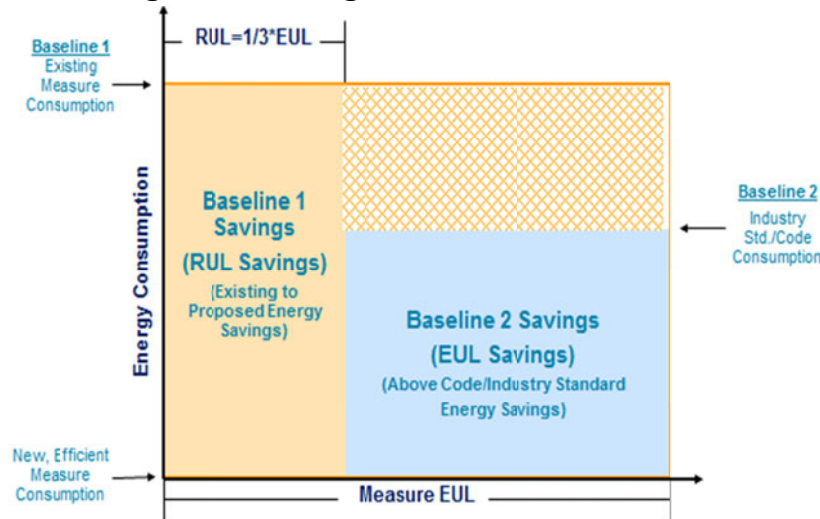 RUL=1/3*EUL
Baseline 1
Existing
Measure
Consumption
Energy Consumption
Baseline 1
Savings
(RUL Savings)
(Existing to
Proposed Energy
Savings)
Baseline 2
Industry
Std./Code
Consumption
Baseline 2 Savings
(EUL Savings)
(Above Code/Industry Standard
Energy Savings)
New, Efficient
Measure
Consumption
Measure EUL